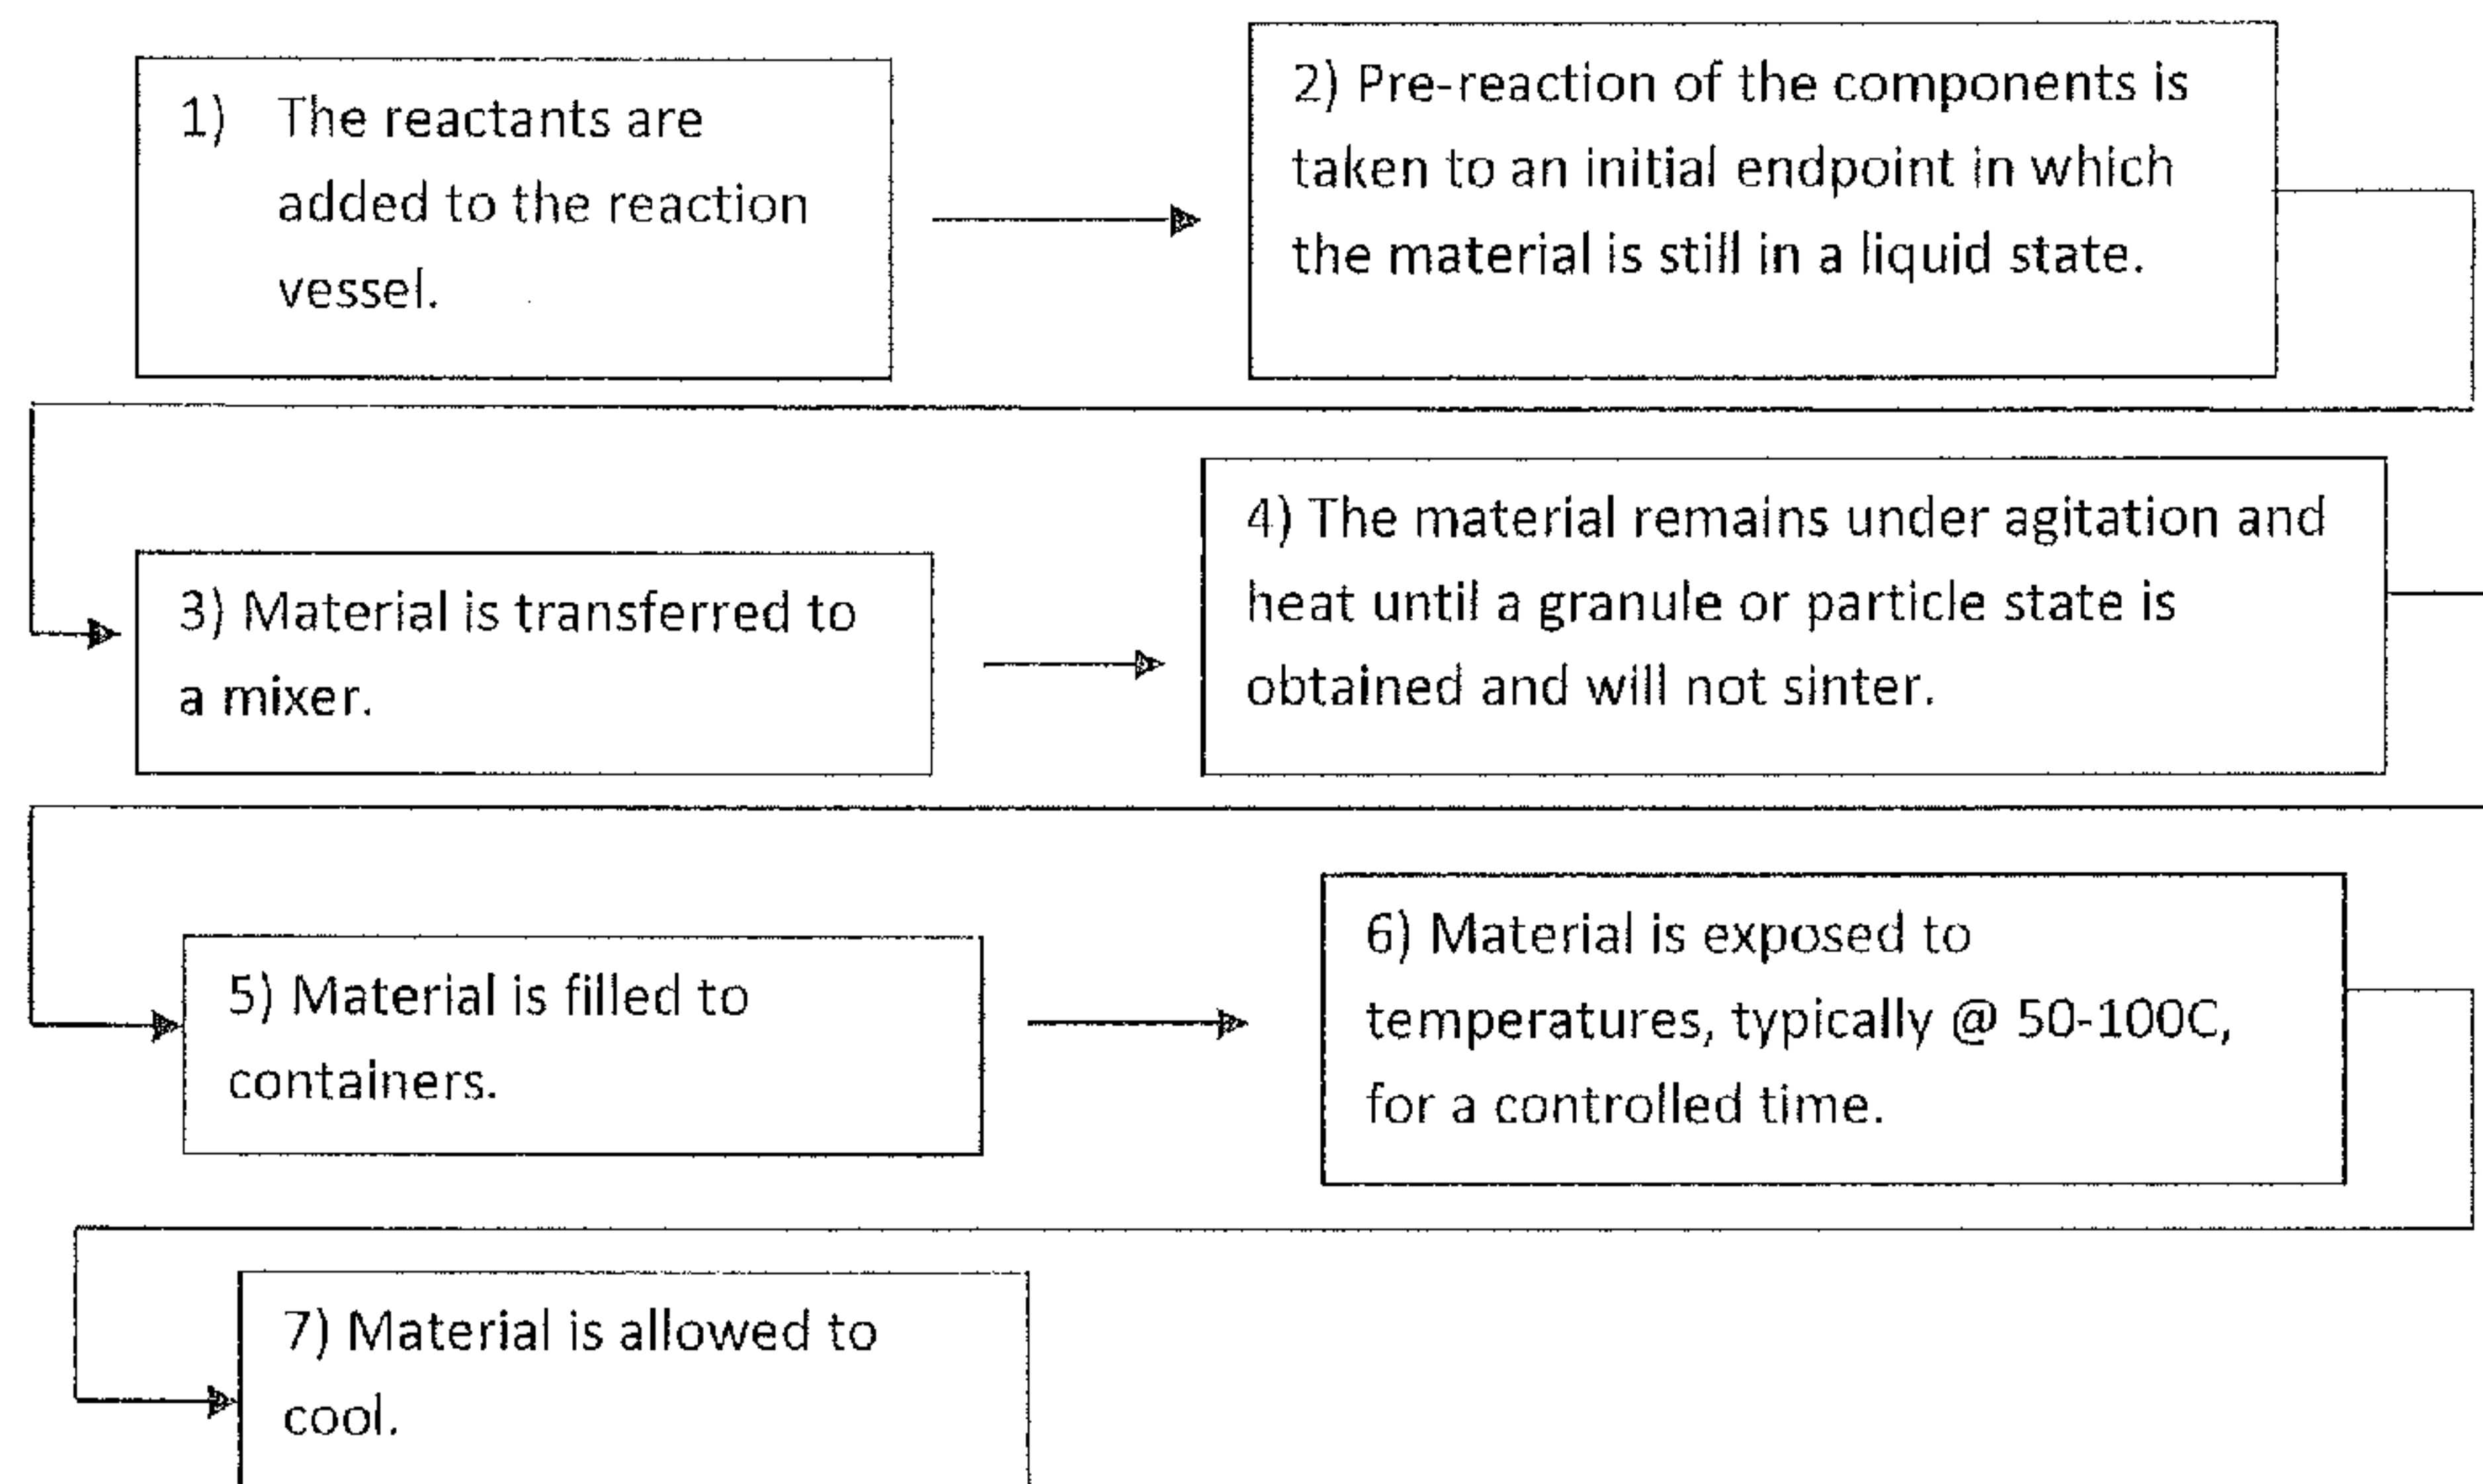 1) The reactants are
added to the reaction
vessel.
2) Pre-reaction of the components is
taken to an initial endpoint in which
the material is still in a liquid state.
3) Material is transferred to
a mixer.
4) The material remains under agitation and
heat until a granule or particle state is
obtained and will not sinter.
5) Material is filled to
containers.
6) Material is exposed to
temperatures, typically @ 50-100C,
for a controlled time.
7) Material is allowed to
cool.